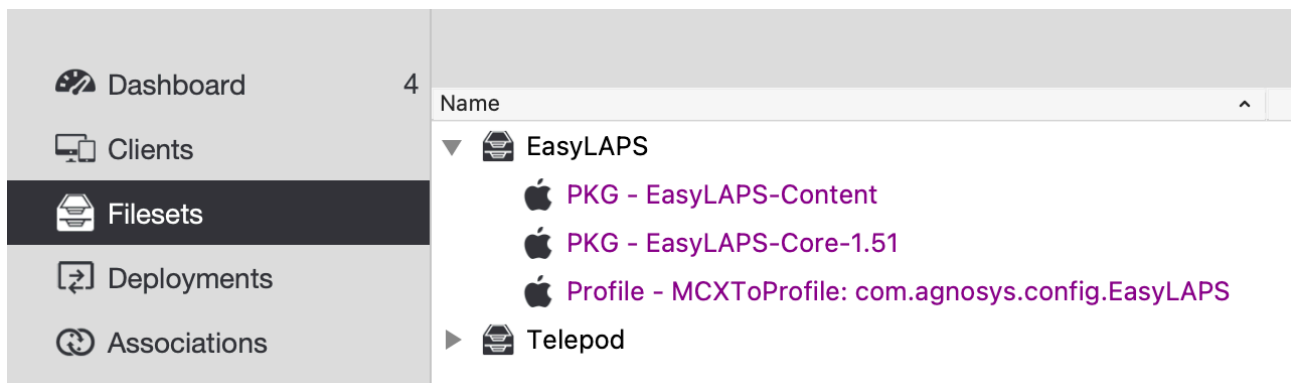 Dashboard 4
Clients
Filesets
Deployments
Associations
Name
EasyLAPS
PKG - EasyLAPS-Content
PKG - EasyLAPS-Core-1.51
Profile - MCXToProfile: com.agnosys.config.EasyLAPS
Telepod